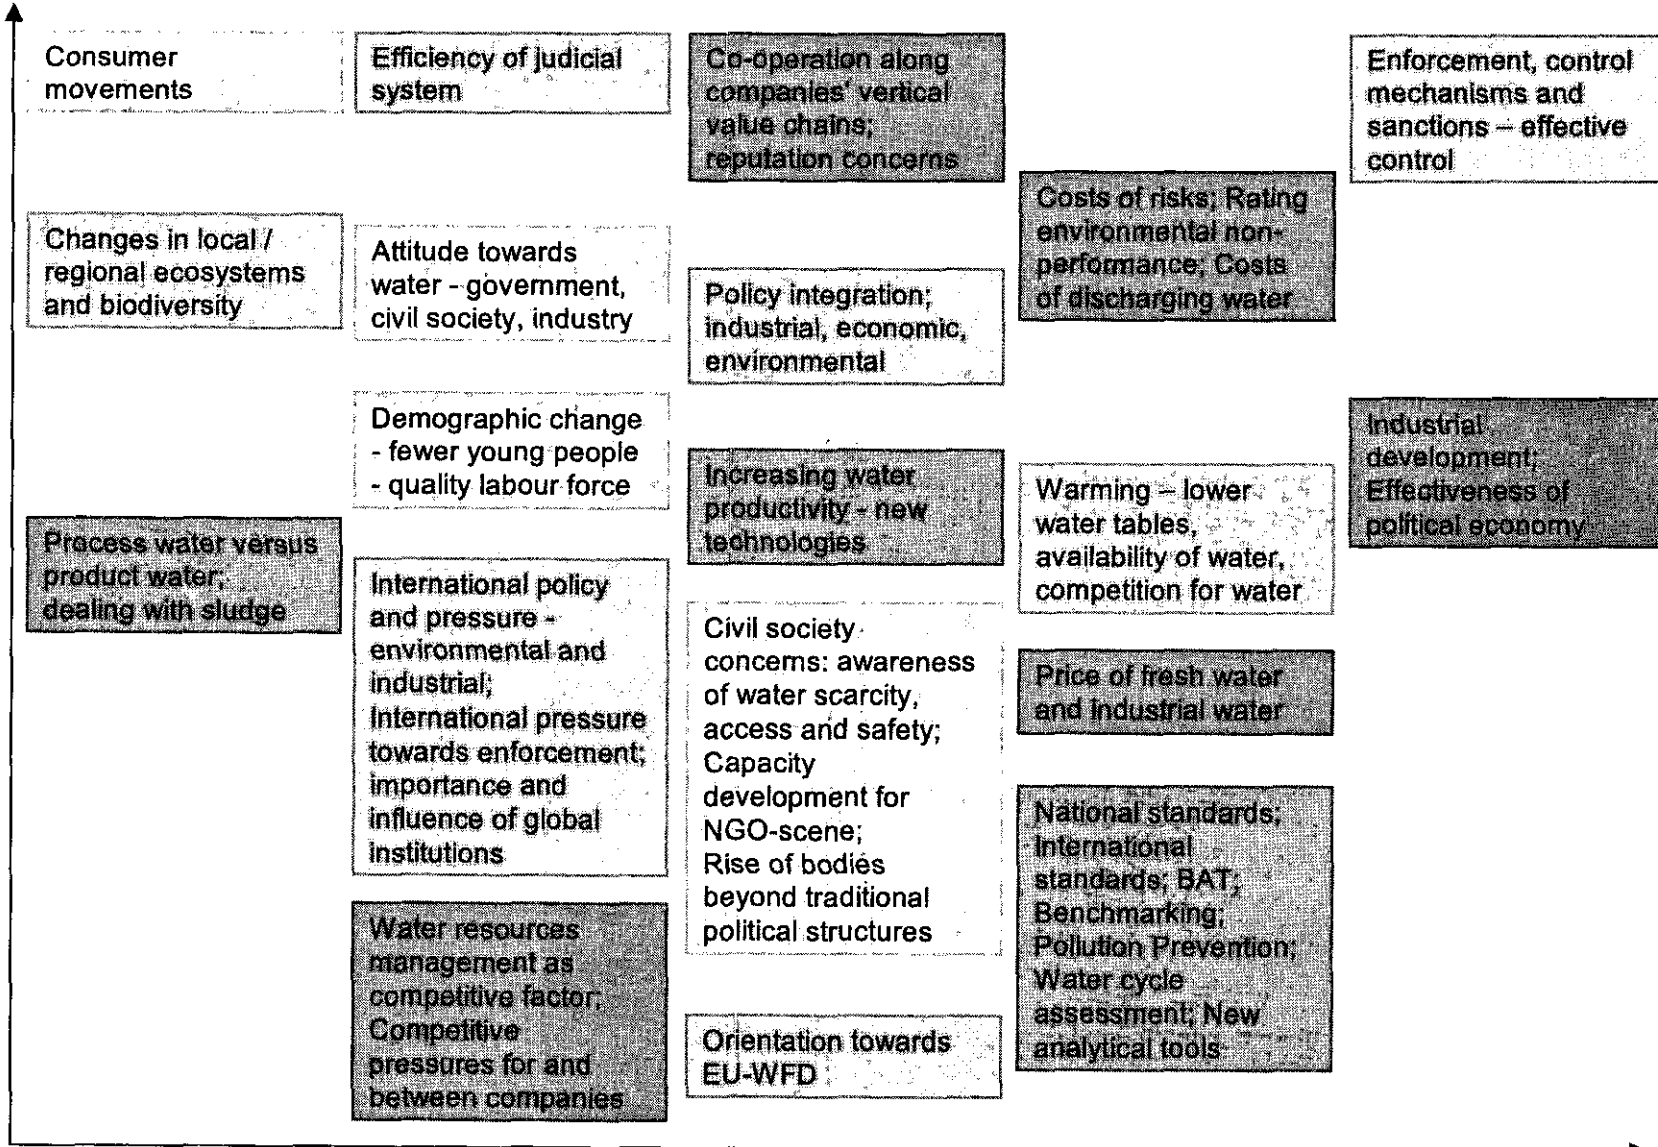 Consumer
movements
Changes in local /
regional ecosystems
and biodiversity
Process water versus
product water;
dealing with sludge
Efficiency of judicial
system
Attitude towards
water - government,
civil society, industry
Demographic change
- fewer young people
- quality labour force
International policy
and pressure -
environmental and
industrial;
International pressure
towards enforcement;
importance and
influence of global
institutions
Water resources
management as
competitive factor;
Competitive
pressures for and
between companies
Co-operation along
companies' vertical
value chains;
reputation concerns
Policy integration;
industrial, economic,
environmental
Increasing water
productivity - new
technologies
Civil society
concerns: awareness
of water scarcity,
access and safety;
Capacity
development for
NGO-scene;
Rise of bodies
beyond traditional
political structures
Orientation towards
EU-WFD
Costs of risks; Rating
environmental non-
performance; Costs
of discharging water
Warming – lower
water tables,
availability of water,
competition for water
Price of fresh water
and industrial water
National standards;
International
standards; BAT;
Benchmarking;
Pollution Prevention;
Water cycle
assessment; New
analytical tools
Enforcement, control
mechanisms and
sanctions – effective
control
Industrial
development;
Effectiveness of
political economy